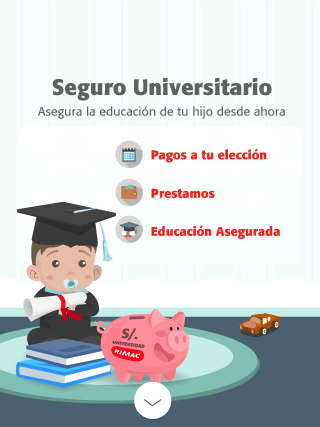 Seguro Universitario
Asegura la educación de tu hijo desde ahora
Pagos a tu elección
Prestamos
Educación Asegurada
S/.
UNIVERSIDAD
RIMAC